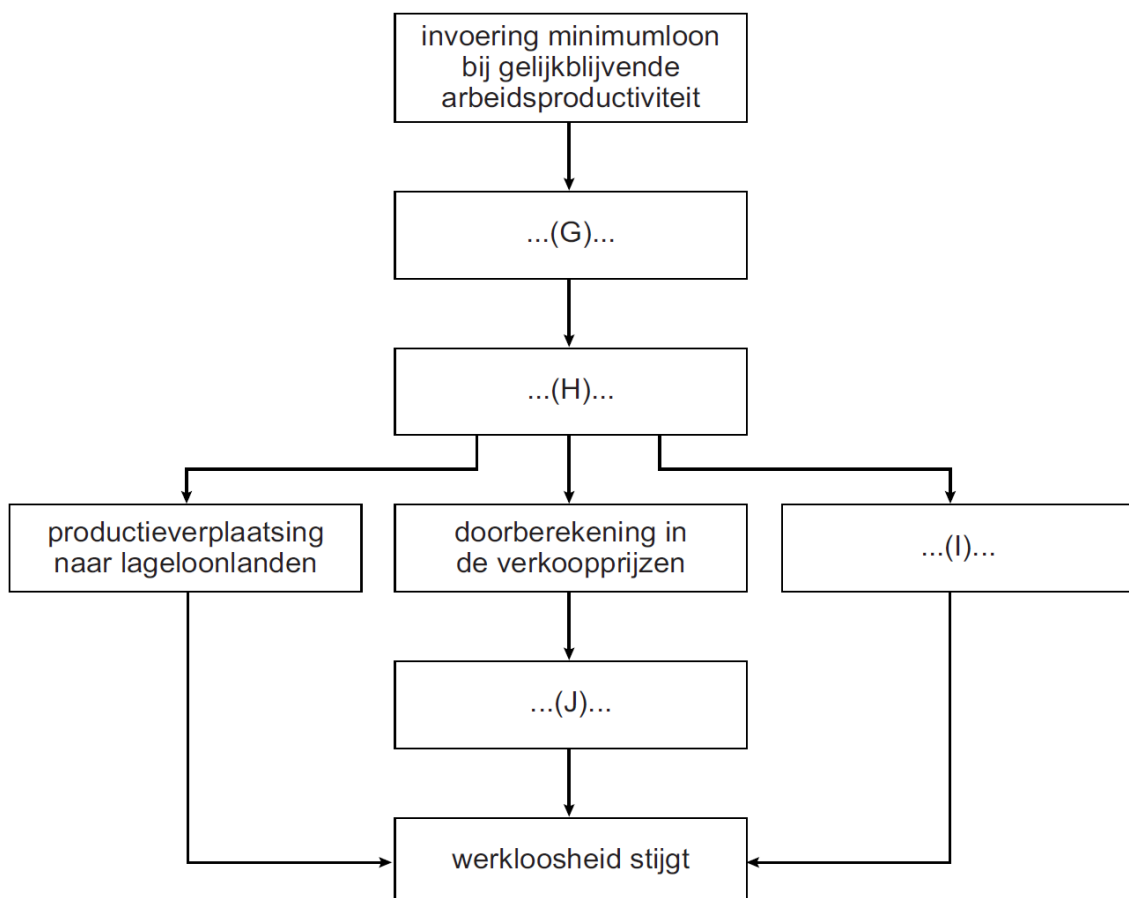 invoering minimumloon
bij gelijkblijvende
arbeidsproductiviteit
...(G)...
...(H)...
productieverplaatsing
naar lageloonlanden
doorberekening in
de verkoopprijzen
...(I)...
...(J)...
werkloosheid stijgt